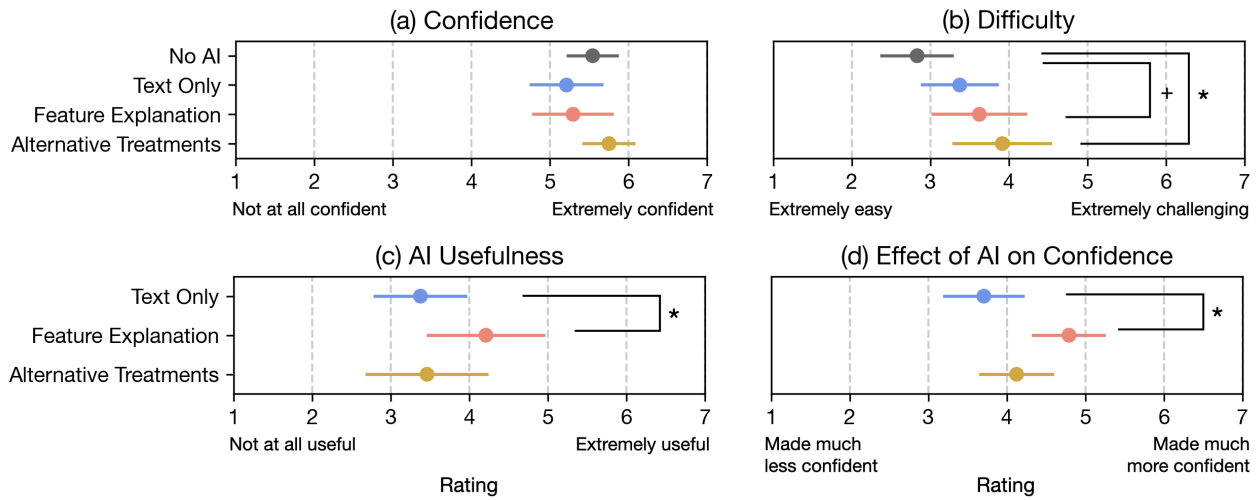 (a) Confidence
No AI
Text Only
Feature Explanation
Alternative Treatments
1 2 3 4 5 6 7
Not at all confident Extremely confident
(b) Difficulty
+ *
1 2 3 4 5 6 7
Extremely easy Extremely challenging
(c) AI Usefulness
Text Only
Feature Explanation
Alternative Treatments
*
1 2 3 4 5 6 7
Not at all useful Extremely useful
Rating
(d) Effect of AI on Confidence
*
1 2 3 4 5 6 7
Made much Made much
less confident more confident
Rating